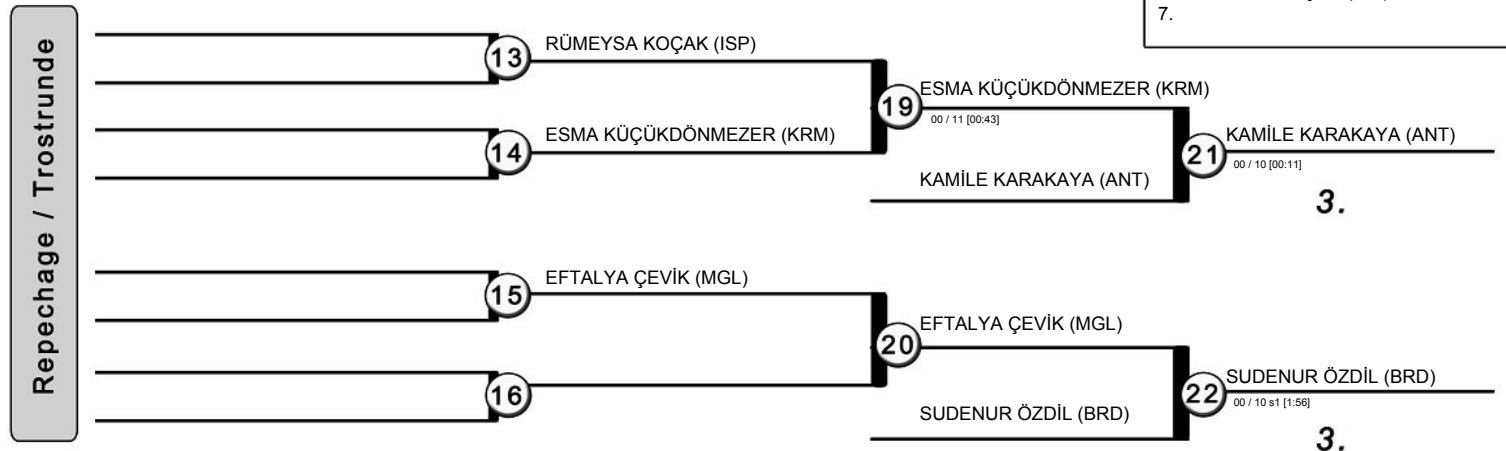 7.
Repechage / Trostrunde
13
RÜMEYSA KOÇAK (ISP)
14
ESMA KÜÇÜKDÖNMEZER (KRM)
19
ESMA KÜÇÜKDÖNMEZER (KRM)
00 / 11 [00:43]
KAMİLE KARAKAYA (ANT)
21
KAMİLE KARAKAYA (ANT)
00 / 10 [00:11]
3.
15
EFTALYA ÇEVİK (MGL)
16
20
EFTALYA ÇEVİK (MGL)
SUDENUR ÖZDİL (BRD)
22
SUDENUR ÖZDİL (BRD)
00 / 10 s1 [1:56]
3.